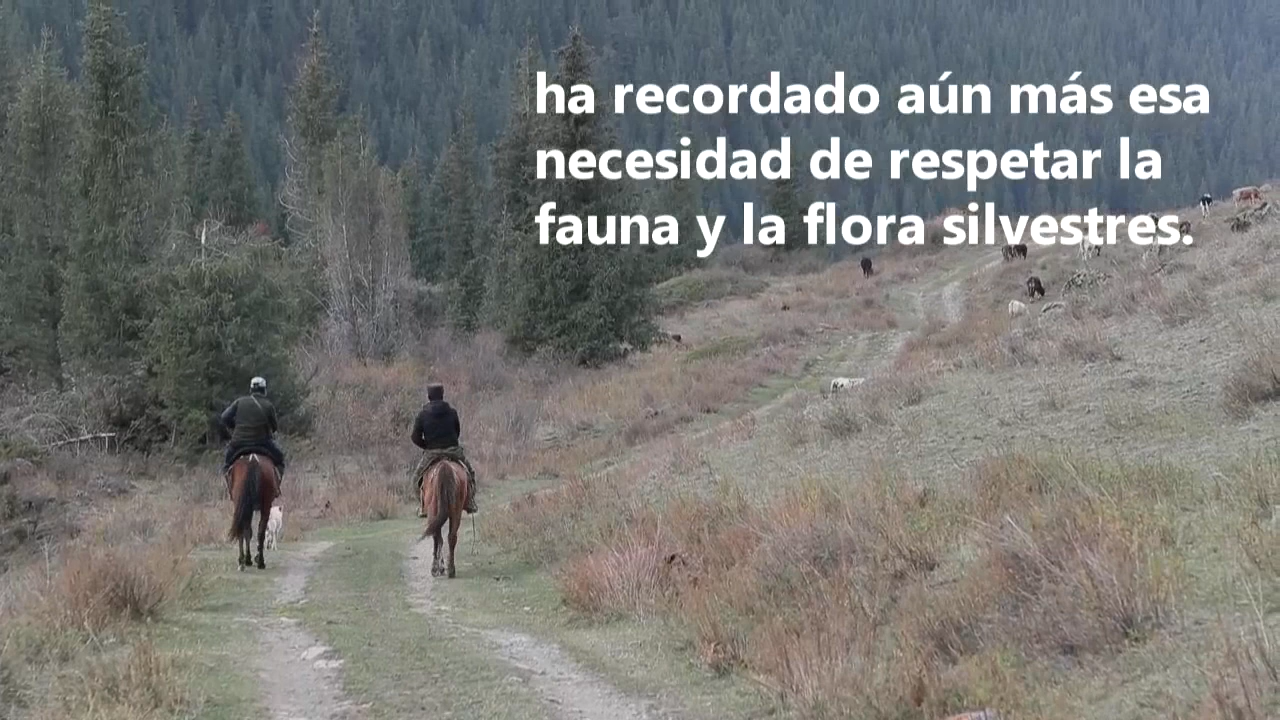 ha recordado aún más esa
necesidad de respetar la
fauna y la flora silvestres.